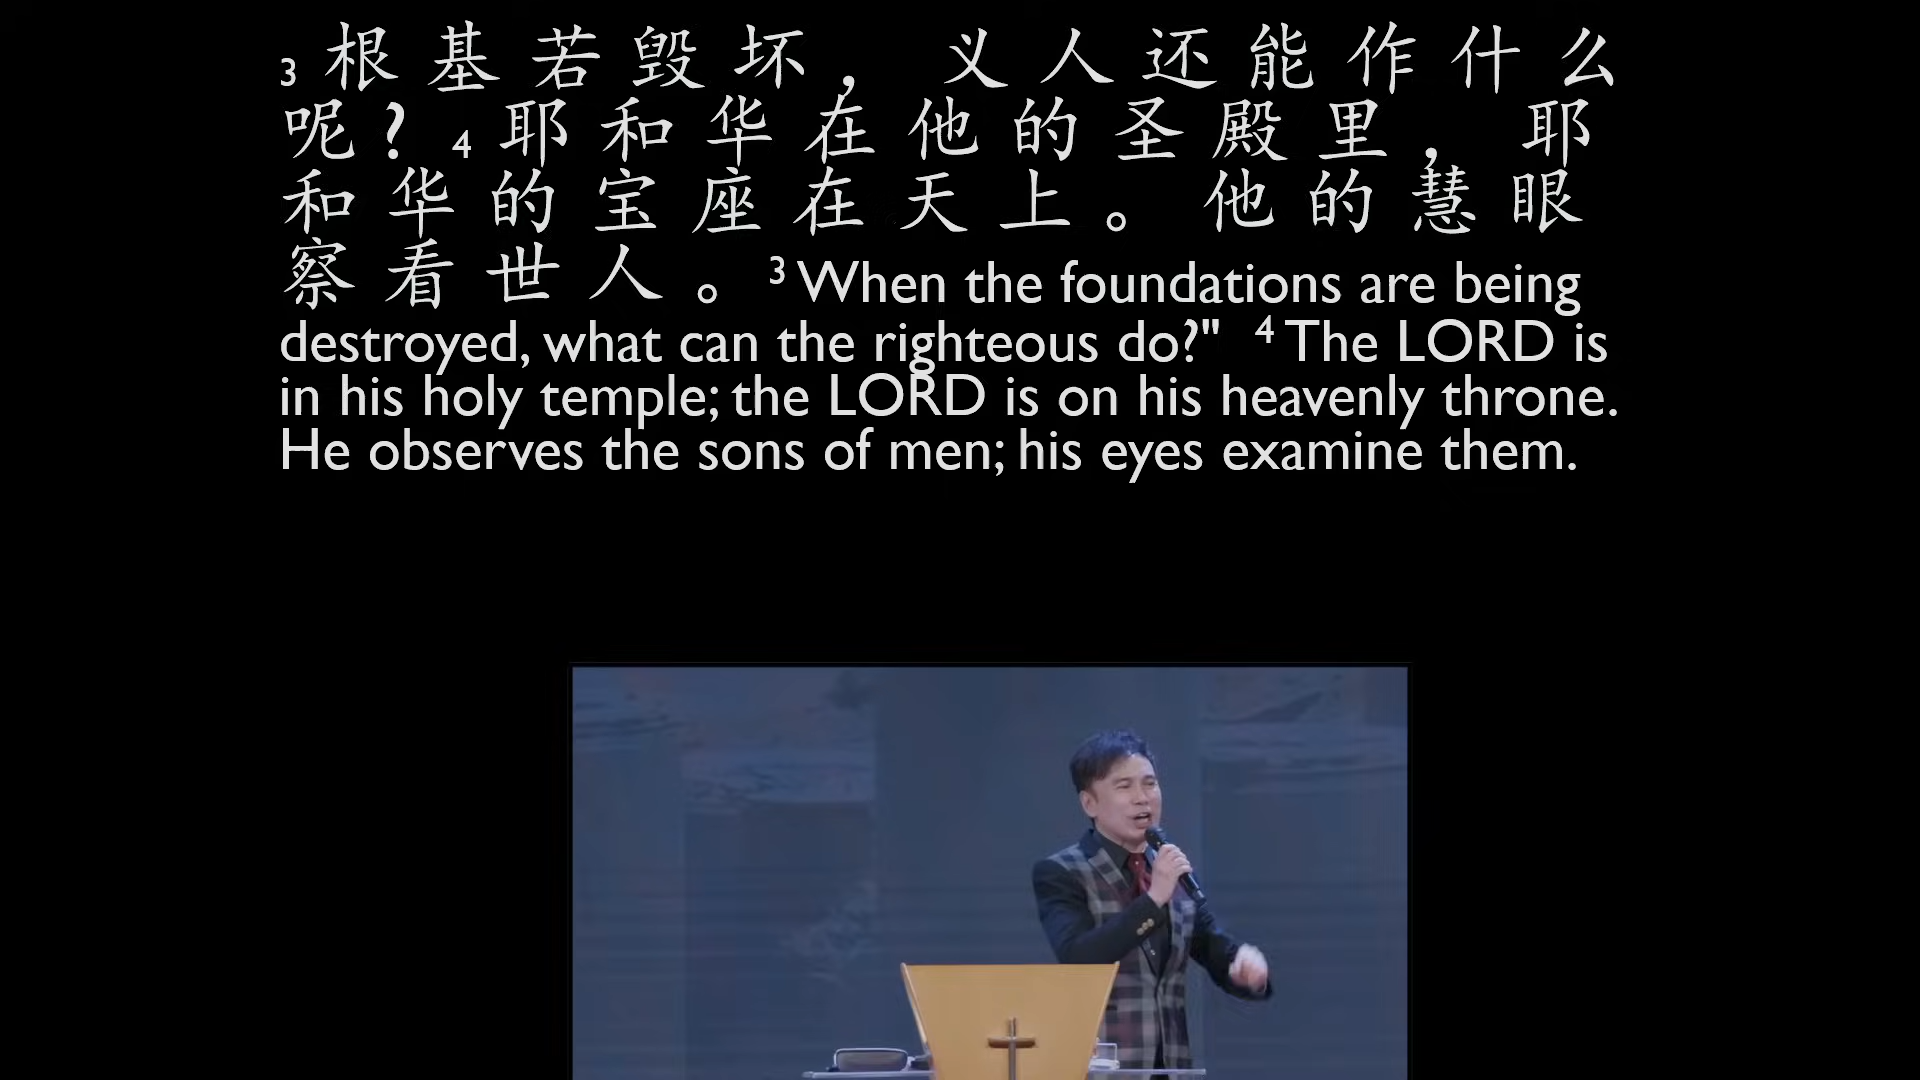 3 根基若毁坏，义人还能作什么
呢？4 耶和华在他的圣殿里，耶
和华的宝座在天上。他的慧眼
察看世人。3 When the foundations are being
destroyed, what can the righteous do?" 4 The LORD is
in his holy temple; the LORD is on his heavenly throne.
He observes the sons of men; his eyes examine them.